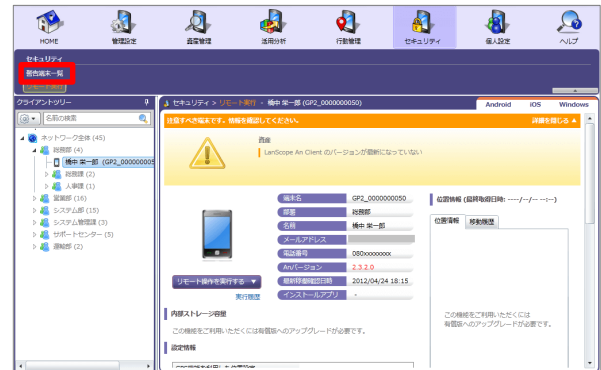 HOME 管理設定 資産管理 活用分析 行動管理 セキュリティ 個人設定 ヘルプ
セキュリティ
警告端末一覧
リモート実行
クライアントツリー
セキュリティ > リモート実行 - 橋中 栄一郎 (GP2_0000000050)
Android iOS Windows
名前の検索
注意すべき端末です。情報を確認してください。
詳細を閉じる ▲
ネットワーク全体 (45)
総務部 (4)
橋中 栄一郎 (GP2_000000005
総務課 (2)
人事課 (1)
営業部 (16)
システム部 (15)
システム管理課 (3)
サポートセンター (5)
運輸部 (2)
資産
LanScope An Client のバージョンが最新になっていない
端末名 GP2_0000000050
部署 総務部
名前 橋中 栄一郎
メールアドレス
電話番号 080xxxxxxxx
Anバージョン 2.3.2.0
最新稼働確認日時 2012/04/24 18:15
インストールアプリ -
リモート操作を実行する ▼
実行履歴
位置情報 (最終取得日時: ----/--/-- --:--)
位置情報 移動履歴
この機能をご利用いただくには
有償版へのアップグレードが必要です。
内部ストレージ容量
この機能をご利用いただくには有償版へのアップグレードが必要です。
設定情報